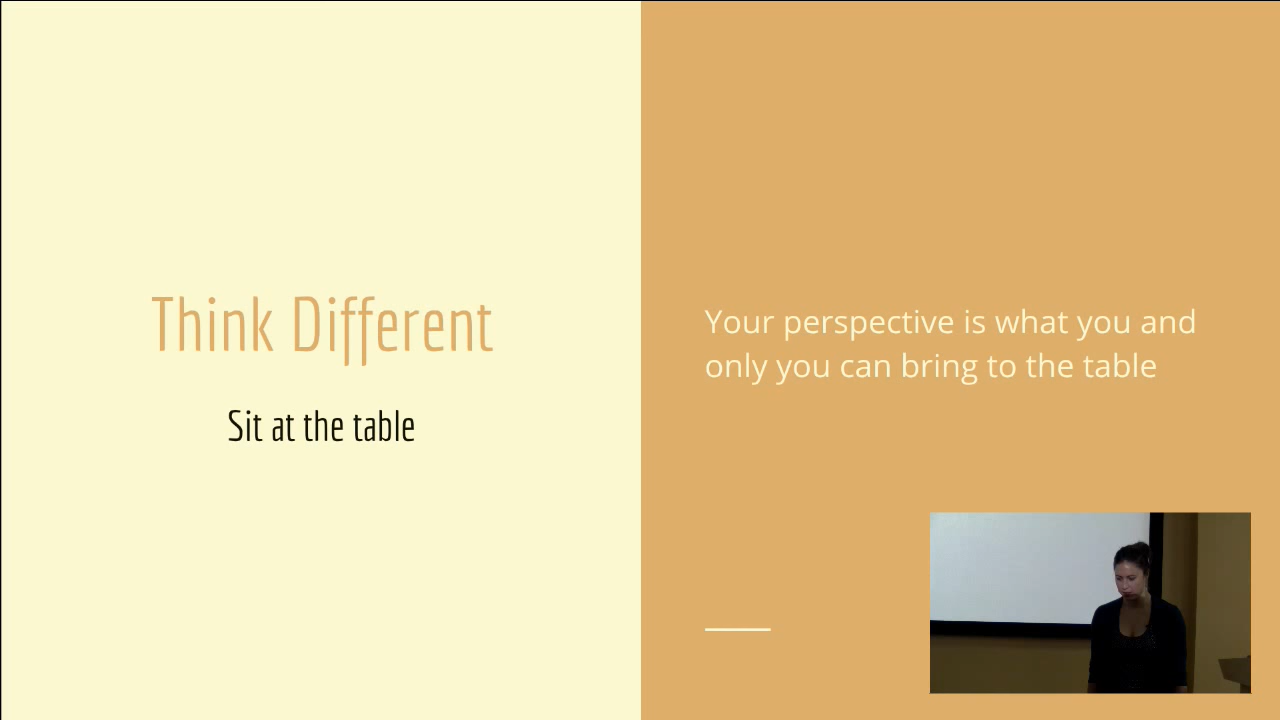 Think Different
Sit at the table
Your perspective is what you and
only you can bring to the table